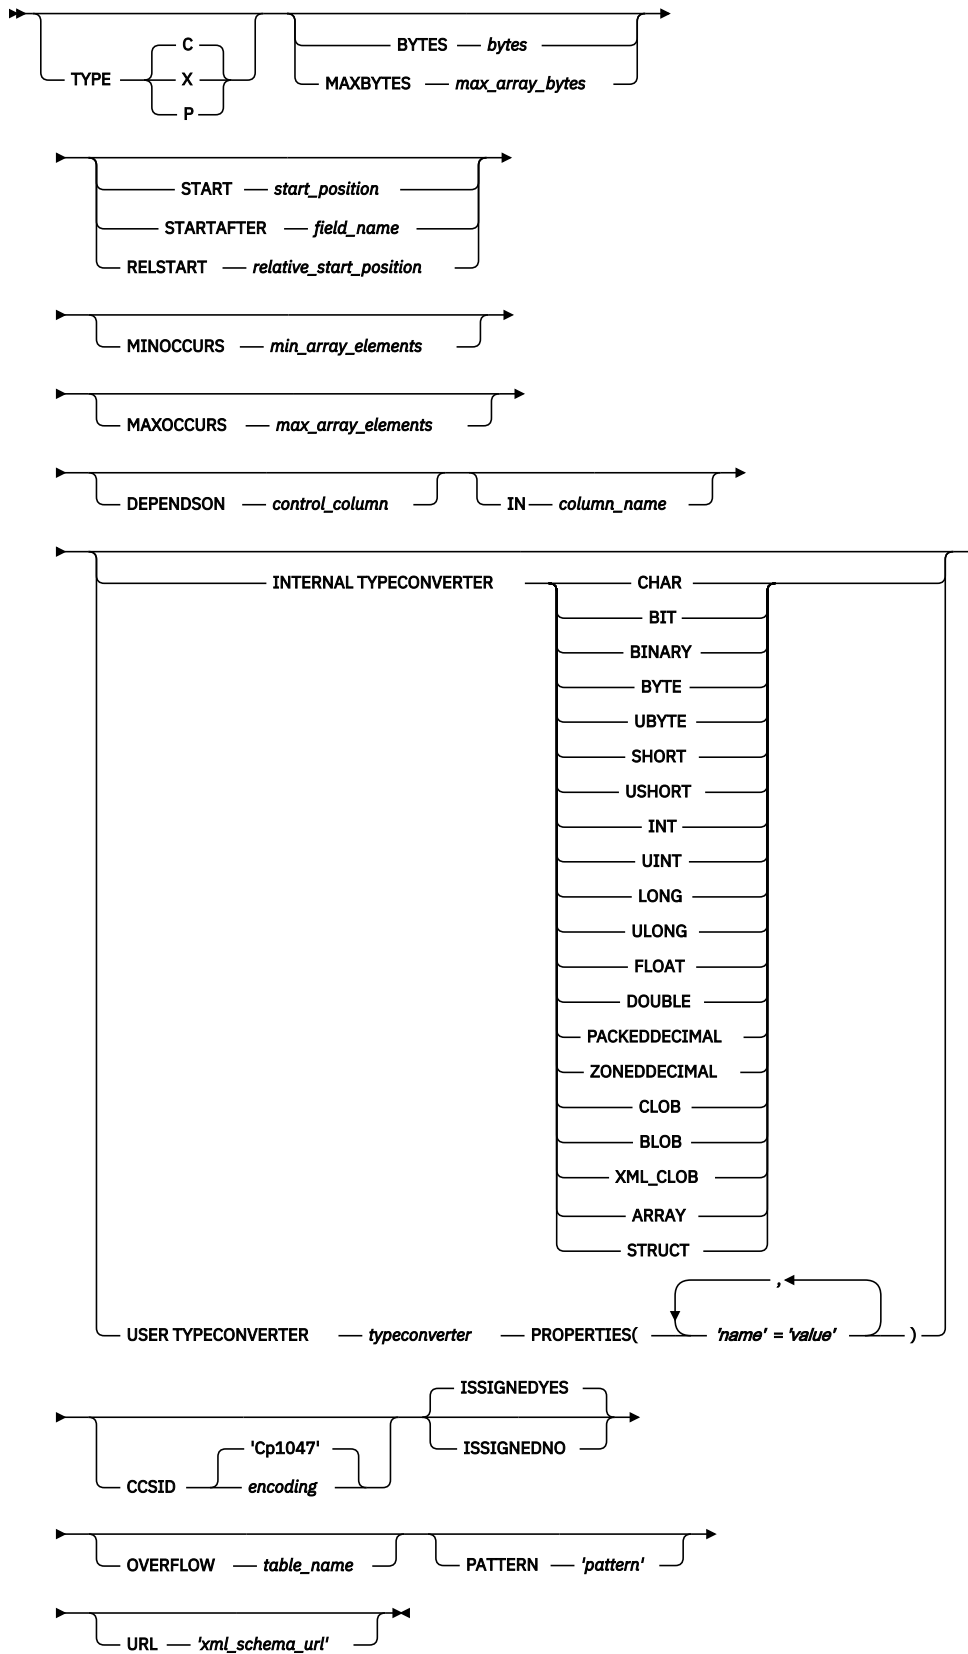 C
TYPE X
P
BYTES bytes
MAXBYTES max_array_bytes
START start_position
STARTAFTER field_name
RELSTART relative_start_position
MINOCCURS min_array_elements
MAXOCCURS max_array_elements
DEPENDSON control_column IN column_name
INTERNAL TYPECONVERTER CHAR
BIT
BINARY
BYTE
UBYTE
SHORT
USHORT
INT
UINT
LONG
ULONG
FLOAT
DOUBLE
PACKEDDECIMAL
ZONEDDECIMAL
CLOB
BLOB
XML_CLOB
ARRAY
STRUCT
,
USER TYPECONVERTER typeconverter PROPERTIES( 'name' = 'value' )
ISSIGNEDYES
ISSIGNEDNO
'Cp1047'
CCSID encoding
OVERFLOW table_name PATTERN 'pattern'
URL 'xml_schema_url'